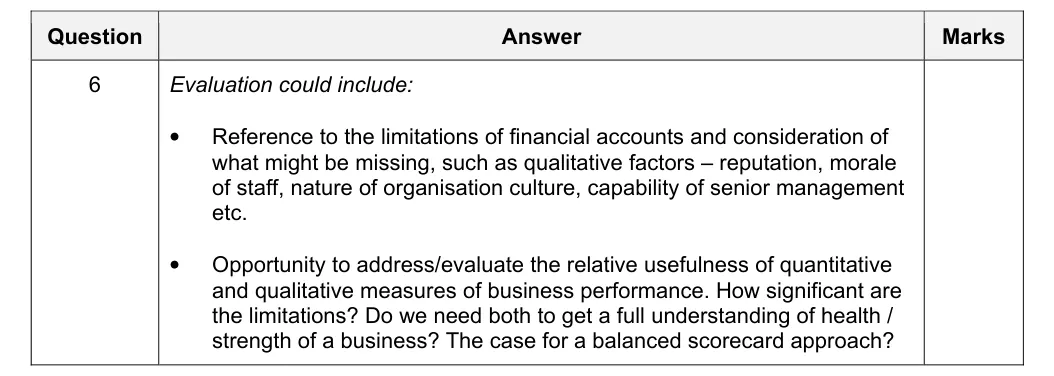 Question Answer Marks
6 Evaluation could include:
• Reference to the limitations of financial accounts and consideration of
what might be missing, such as qualitative factors – reputation, morale
of staff, nature of organisation culture, capability of senior management
etc.
• Opportunity to address/evaluate the relative usefulness of quantitative
and qualitative measures of business performance. How significant are
the limitations? Do we need both to get a full understanding of health /
strength of a business? The case for a balanced scorecard approach?